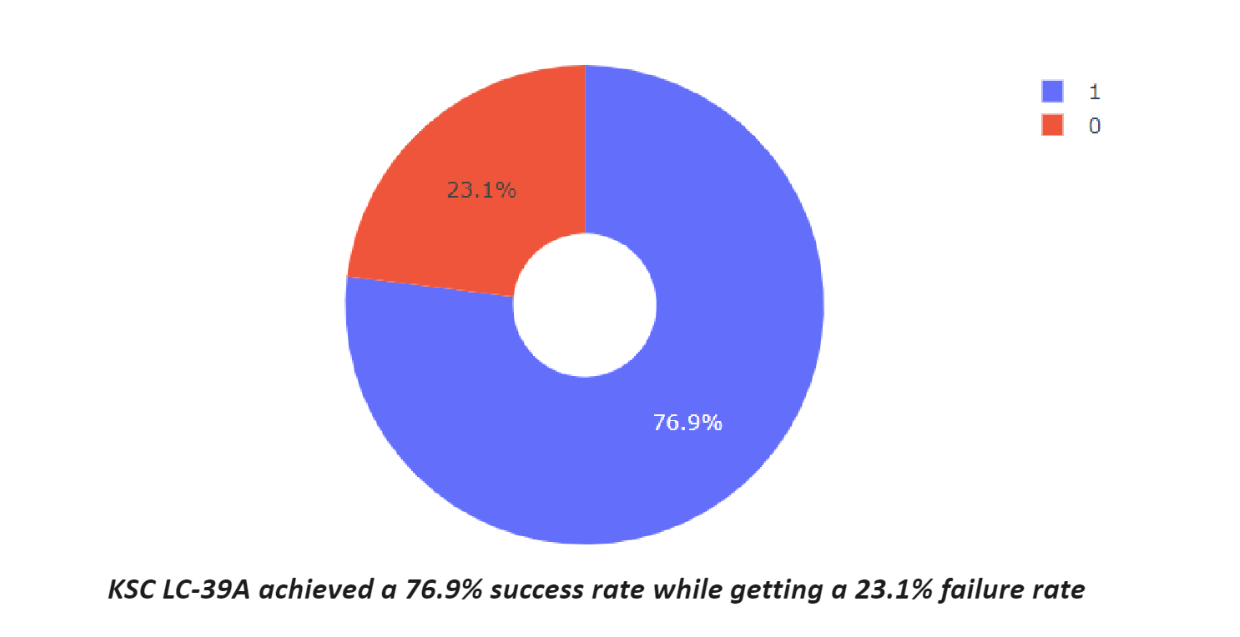 1
0
23.1%
76.9%
KSC LC-39A achieved a 76.9% success rate while getting a 23.1% failure rate